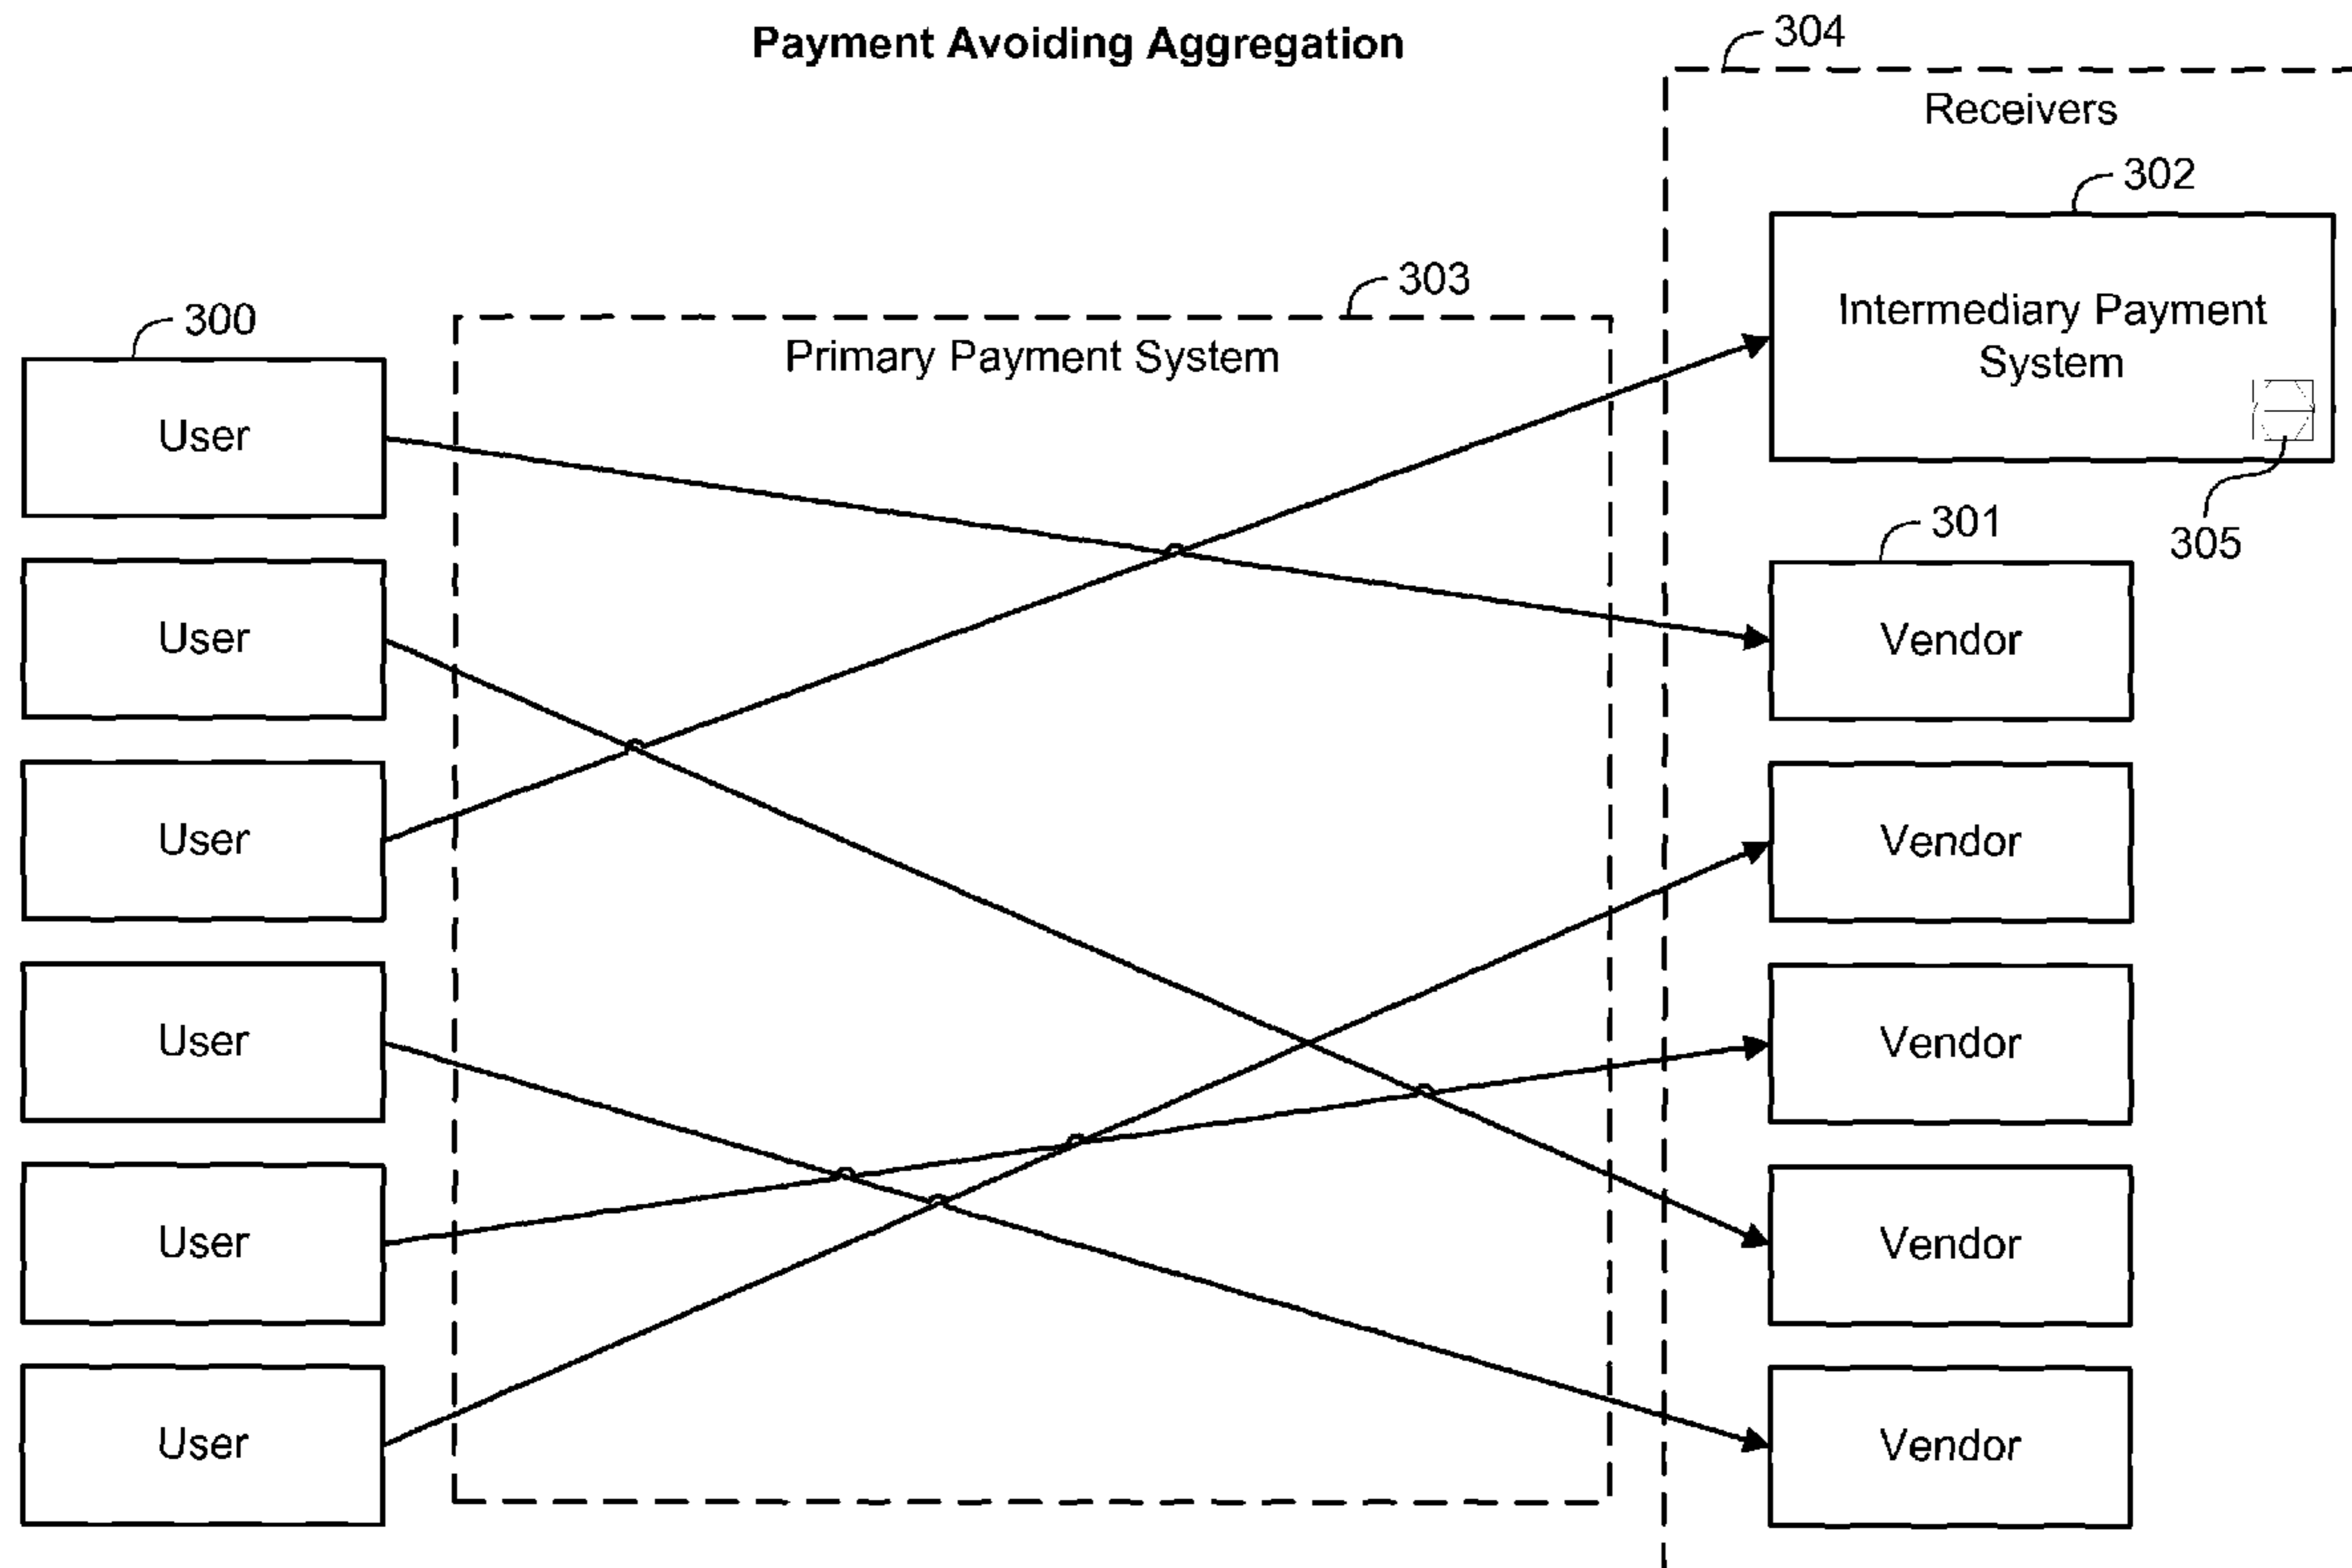 Payment Avoiding Aggregation
304
Receivers
302
Intermediary Payment
System
305
303
Primary Payment System
300
User
User
User
User
User
User
301
Vendor
Vendor
Vendor
Vendor
Vendor